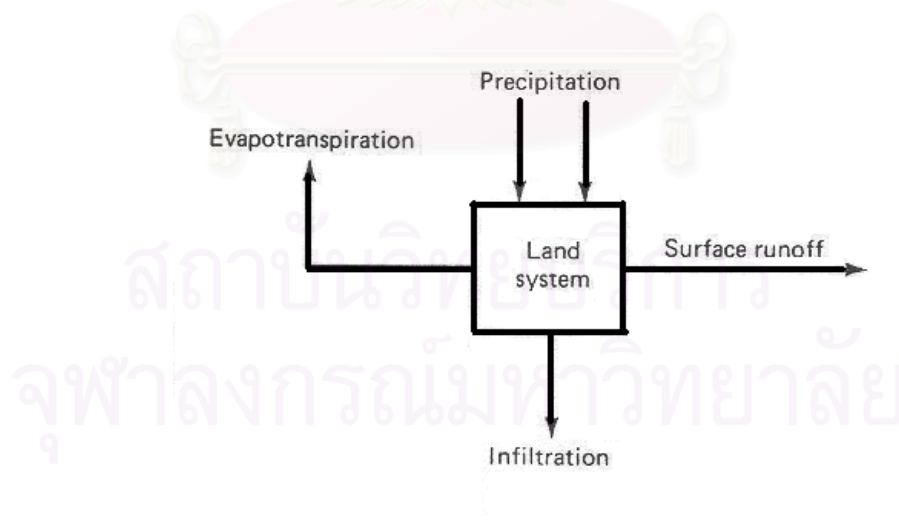 Precipitation
Evapotranspiration
Land
system
Surface runoff
Infiltration
สถาบันวิทยบริการ
จุฬาลงกรณ์มหาวิทยาลัย